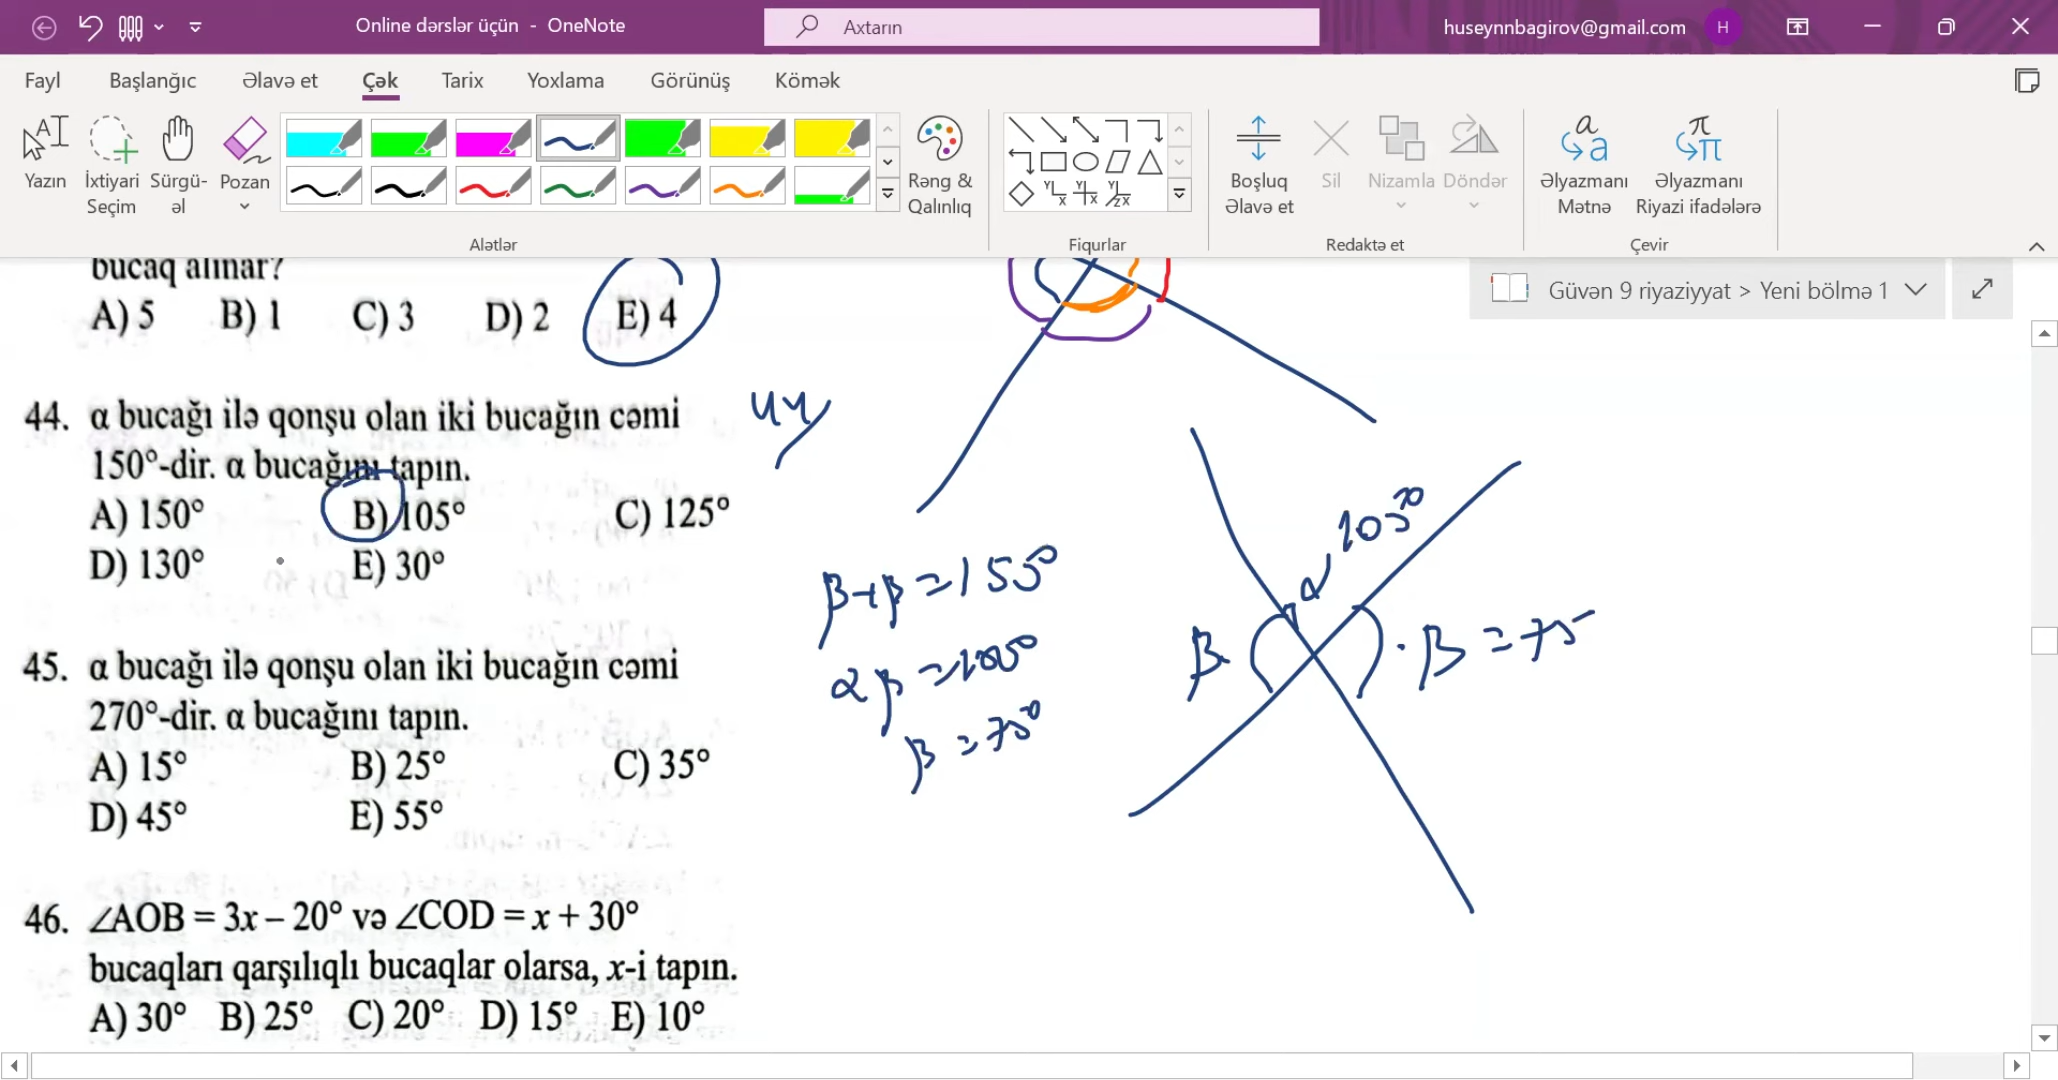 Online dərslər üçün - OneNote
Axtarın
huseynnbagirov@gmail.com H
Fayl Başlanğıc Əlavə et Çək Tarix Yoxlama Görünüş Kömək
Yazın
İxtiyari Seçim
Sürgü-əl
Pozan
Rəng & Qalınlıq
Boşluq Əlavə et
Sil
Nizamla
Döndər
Əlyazmanı Mətnə
Əlyazmanı Riyazi ifadələrə
Alətlər Fiqurlar Redaktə et Çevir
Güvən 9 riyaziyyat > Yeni bölmə 1
bucaq alınar?
A) 5 B) 1 C) 3 D) 2 E) 4
44. α bucağı ilə qonşu olan iki bucağın cəmi
150°-dir. α bucağını tapın.
A) 150° B) 105° C) 125°
D) 130° E) 30°
45. α bucağı ilə qonşu olan iki bucağın cəmi
270°-dir. α bucağını tapın.
A) 15° B) 25° C) 35°
D) 45° E) 55°
46. ∠AOB = 3x – 20° və ∠COD = x + 30°
bucaqları qarşılıqlı bucaqlar olarsa, x-i tapın.
A) 30° B) 25° C) 20° D) 15° E) 10°
44
β+β=150°
β=75°
α 105°
β
β=75